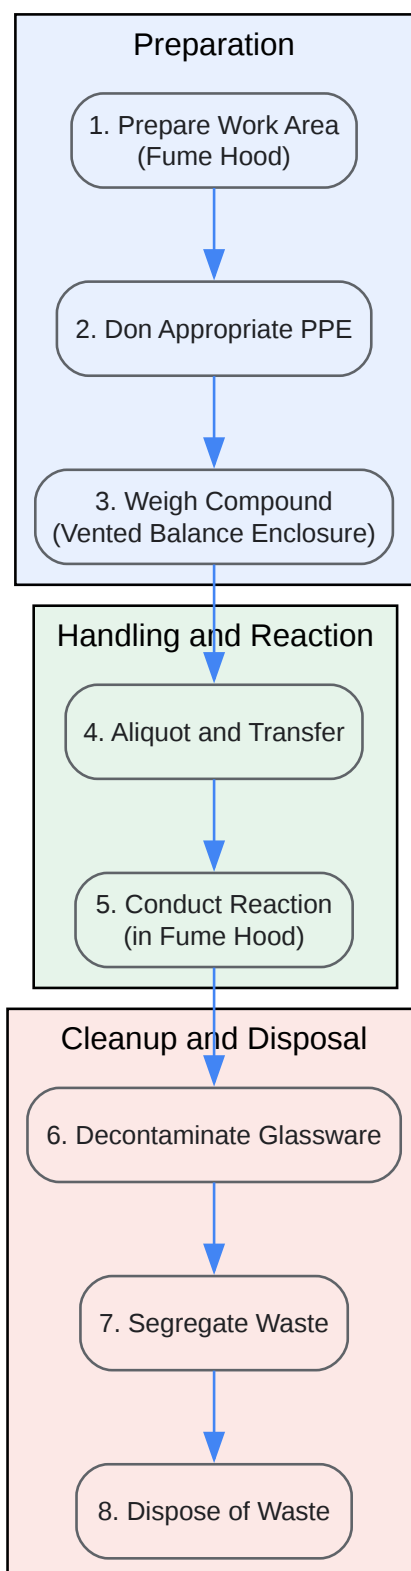 Preparation
1. Prepare Work Area
(Fume Hood)
2. Don Appropriate PPE
3. Weigh Compound
(Vented Balance Enclosure)
Handling and Reaction
4. Aliquot and Transfer
5. Conduct Reaction
(in Fume Hood)
Cleanup and Disposal
6. Decontaminate Glassware
7. Segregate Waste
8. Dispose of Waste